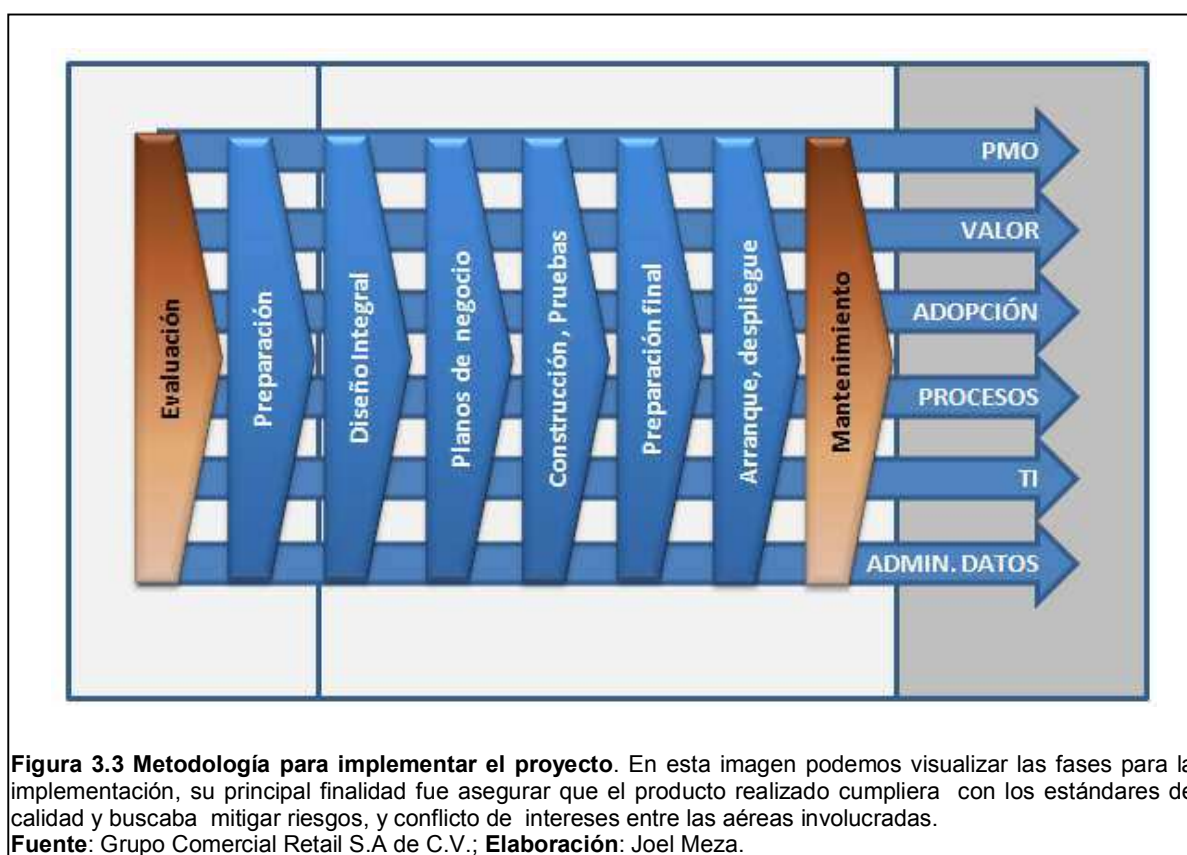 PMO
VALOR
ADOPCIÓN
PROCESOS
TI
ADMIN. DATOS
Evaluación
Preparación
Diseño Integral
Planos de negocio
Construcción , Pruebas
Preparación final
Arranque, despliegue
Mantenimiento
Figura 3.3 Metodología para implementar el proyecto. En esta imagen podemos visualizar las fases para la
implementación, su principal finalidad fue asegurar que el producto realizado cumpliera con los estándares de
calidad y buscaba mitigar riesgos, y conflicto de intereses entre las aéreas involucradas.
Fuente: Grupo Comercial Retail S.A de C.V.; Elaboración: Joel Meza.